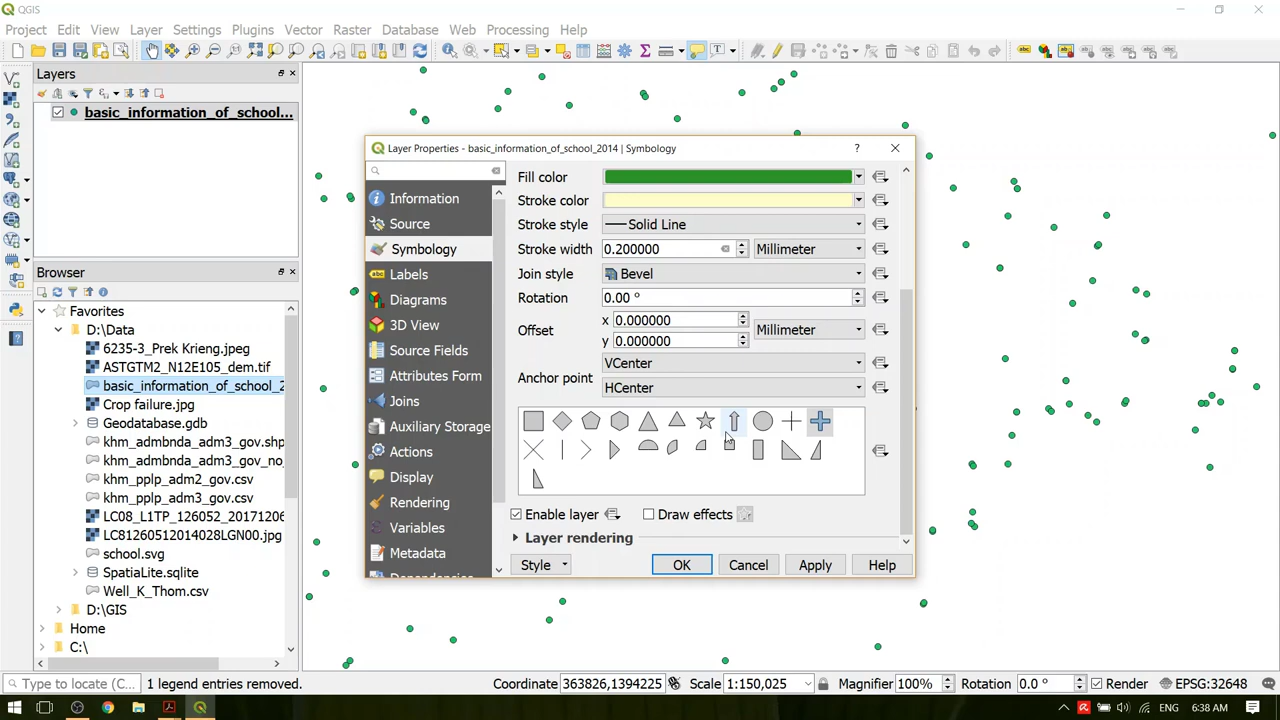 QGIS
Project Edit View Layer Settings Plugins Vector Raster Database Web Processing Help
Layers
basic_information_of_school...
Browser
Favorites
D:\Data
6235-3_Prek Krieng.jpeg
ASTGTM2_N12E105_dem.tif
basic_information_of_school_2
Crop failure.jpg
Geodatabase.gdb
khm_admbnda_adm3_gov.shp
khm_pplp_adm2_gov.csv
khm_pplp_adm3_gov.csv
LC08_L1TP_126052_20171206
LC81260512014028LGN00.jpg
school.svg
SpatiaLite.sqlite
Well_K_Thom.csv
D:\GIS
Home
C:\
Layer Properties - basic_information_of_school_2014 | Symbology
Information
Source
Symbology
Labels
Diagrams
3D View
Source Fields
Attributes Form
Joins
Auxiliary Storage
Actions
Display
Rendering
Variables
Metadata
Fill color
Stroke color
Stroke style Solid Line
Stroke width 0.200000 Millimeter
Join style Bevel
Rotation 0.00 °
Offset x 0.000000 Millimeter
y 0.000000
Anchor point VCenter
HCenter
Enable layer Draw effects
Layer rendering
Style OK Cancel Apply Help
Type to locate (C... 1 legend entries removed. Coordinate 363826,1394225 Scale 1:150,025 Magnifier 100% Rotation 0.0 ° Render EPSG:32648
ENG 6:38 AM